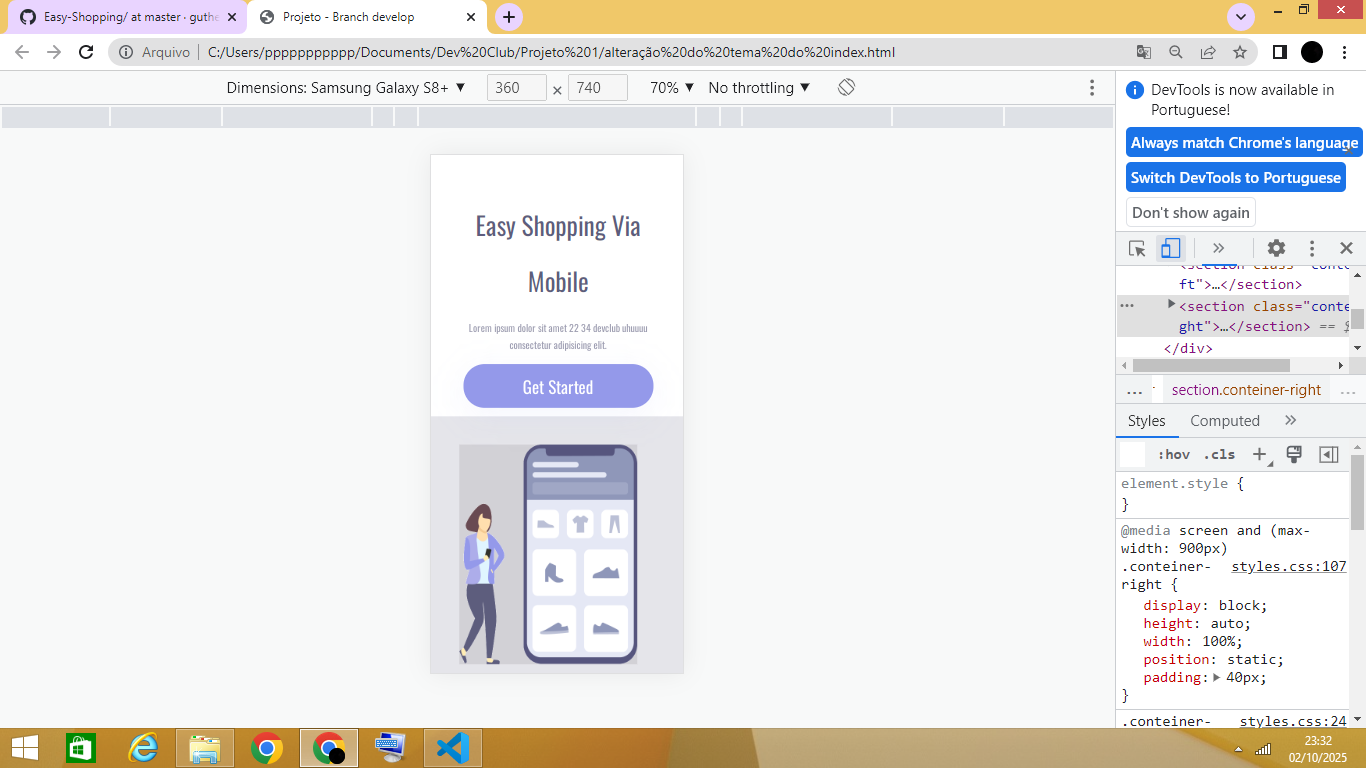 Easy-Shopping/ at master · guthe
Projeto - Branch develop
Arquivo
C:/Users/ppppppppppp/Documents/Dev%20Club/Projeto%201/alteração%20do%20tema%20do%20index.html
Dimensions: Samsung Galaxy S8+ ▼
360 × 740
70% ▼
No throttling ▼
DevTools is now available in
Portuguese!
Always match Chrome's language
Switch DevTools to Portuguese
Don't show again
Easy Shopping Via
Mobile
Lorem ipsum dolor sit amet 22 34 devclub uhuuuu
consectetur adipisicing elit.
Get Started
ft">…</section>
<section class="conte
ght">…</section> ==
</div>
... section.conteiner-right ...
Styles Computed
:hov .cls
element.style {
}
@media screen and (max-
width: 900px)
.conteiner- styles.css:107
right {
display: block;
height: auto;
width: 100%;
position: static;
padding: 40px;
}
.conteiner- styles.css:24
23:32
02/10/2025